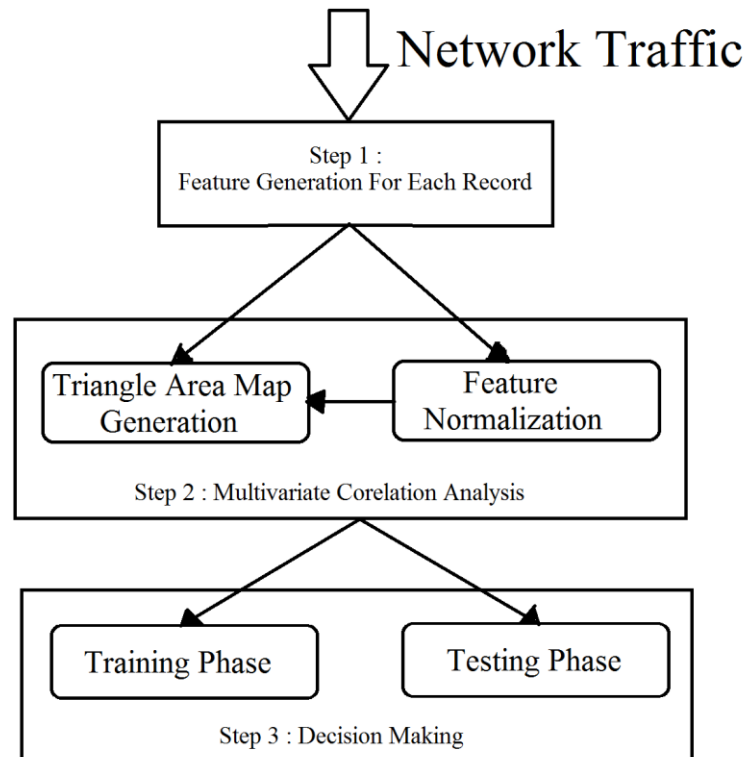 Network Traffic
Step 1 :
Feature Generation For Each Record
Triangle Area Map
Generation
Feature
Normalization
Step 2 : Multivariate Corelation Analysis
Training Phase
Testing Phase
Step 3 : Decision Making